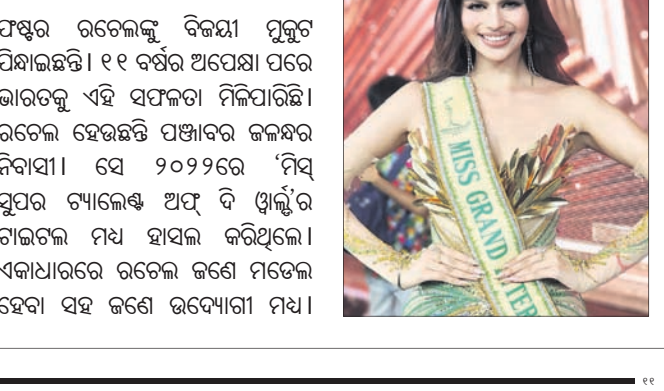 ଫଷ୍ଟର ରଚେଲଙ୍କୁ ବିଜୟୀ ମୁକୁଟ
ପିନ୍ଧାଇଛନ୍ତି। ୧୧ ବର୍ଷର ଅପେକ୍ଷା ପରେ
ଭାରତକୁ ଏହି ସଫଳତା ମିଳିପାରିଛି।
ରଚେଲ ହେଉଛନ୍ତି ପଞ୍ଜାବର ଜଳନ୍ଧର
ନିବାସୀ। ସେ ୨୦୨୨ରେ ‘ମିସ୍
ସୁପର ଟ୍ୟାଲେଣ୍ଟ ଅଫ୍ ଦି ୱାର୍ଲ୍ଡ’ର
ଟାଇଟଲ ମଧ୍ୟ ହାସଲ କରିଥିଲେ।
ଏକାଧାରରେ ରଚେଲ ଜଣେ ମଡେଲ
ହେବା ସହ ଜଣେ ଉଦ୍ୟୋଗୀ ମଧ୍ୟ।
MISS GRAND INTER
୧୧